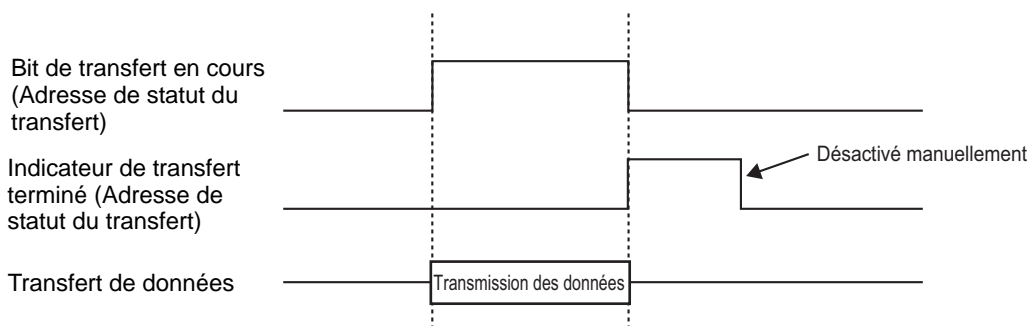 Bit de transfert en cours
(Adresse de statut du
transfert)
Désactivé manuellement
Indicateur de transfert
terminé (Adresse de
statut du transfert)
Transfert de données
Transmission des données